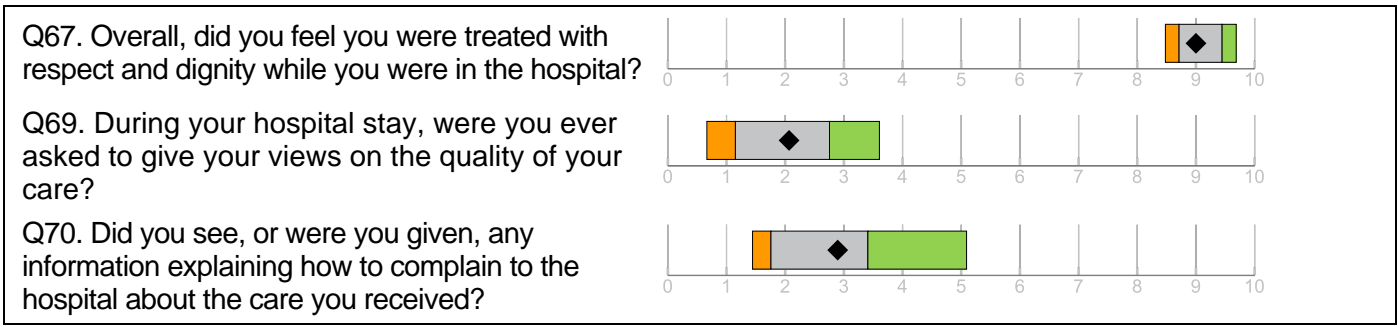 Q67. Overall, did you feel you were treated with
respect and dignity while you were in the hospital?
0 1 2 3 4 5 6 7 8 9 10
Q69. During your hospital stay, were you ever
asked to give your views on the quality of your
care?
0 1 2 3 4 5 6 7 8 9 10
Q70. Did you see, or were you given, any
information explaining how to complain to the
hospital about the care you received?
0 1 2 3 4 5 6 7 8 9 10